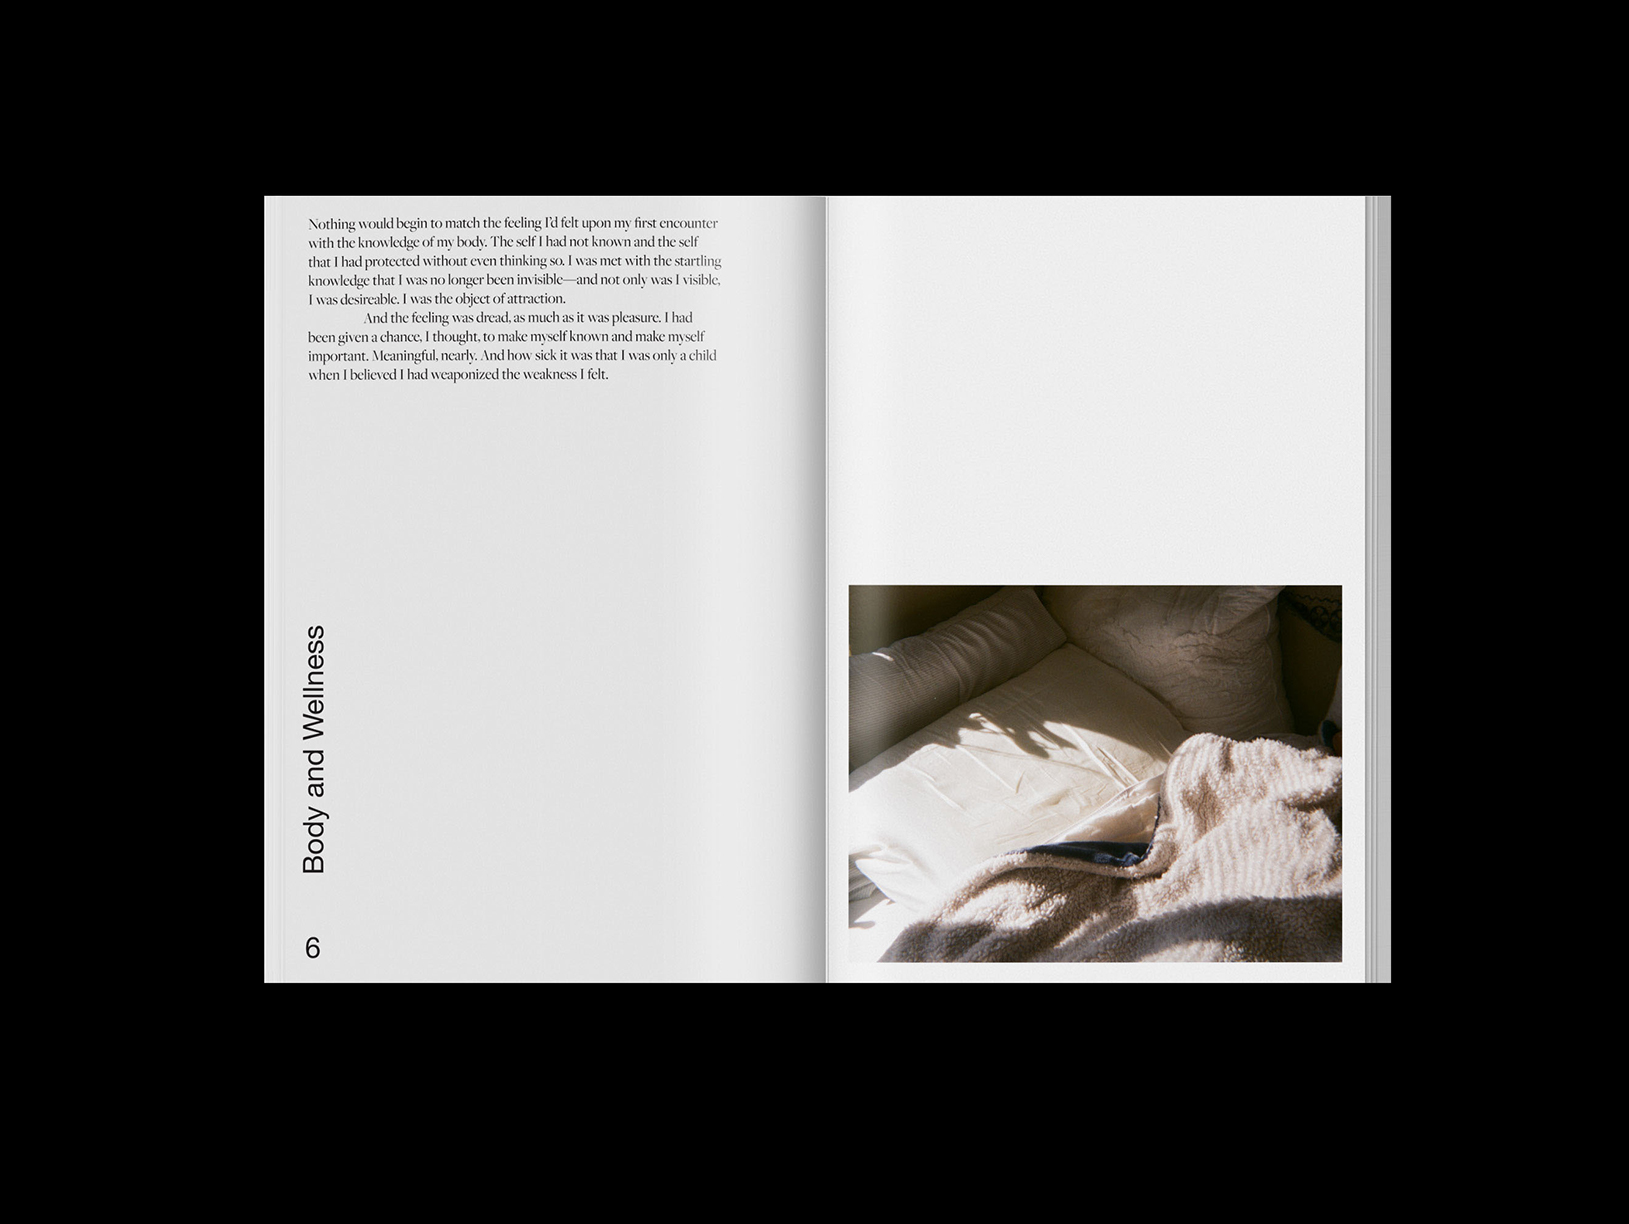 Nothing would begin to match the feeling I'd felt upon my first encounter
with the knowledge of my body. The self I had not known and the self
that I had protected without even thinking so. I was met with the startling
knowledge that I was no longer been invisible—and not only was I visible,
I was desireable. I was the object of attraction.
And the feeling was dread, as much as it was pleasure. I had
been given a chance, I thought, to make myself known and make myself
important. Meaningful, nearly. And how sick it was that I was only a child
when I believed I had weaponized the weakness I felt.
Body and Wellness
6